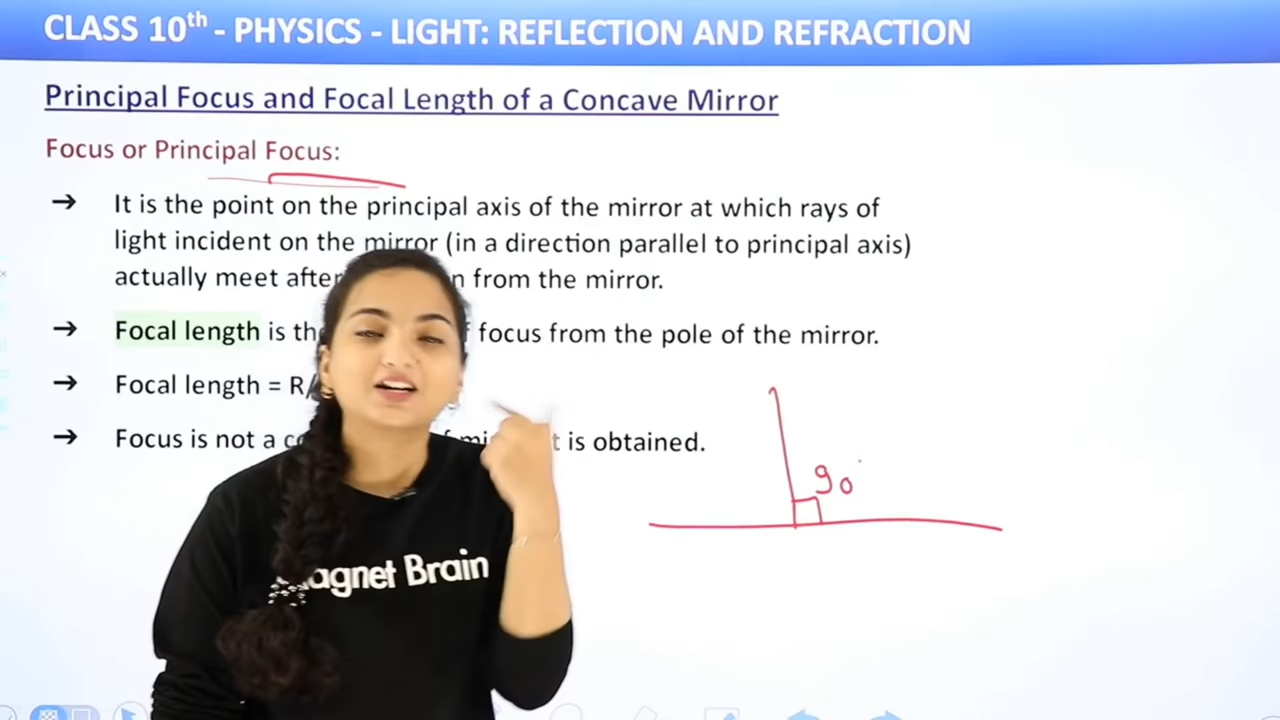 CLASS 10th - PHYSICS - LIGHT: REFLECTION AND REFRACTION
Principal Focus and Focal Length of a Concave Mirror
Focus or Principal Focus:
➔ It is the point on the principal axis of the mirror at which rays of
light incident on the mirror (in a direction parallel to principal axis)
actually meet after from the mirror.
➔ Focal length is the focus from the pole of the mirror.
➔ Focal length = R/
➔ Focus is not a t is obtained.
90
agnet Brain